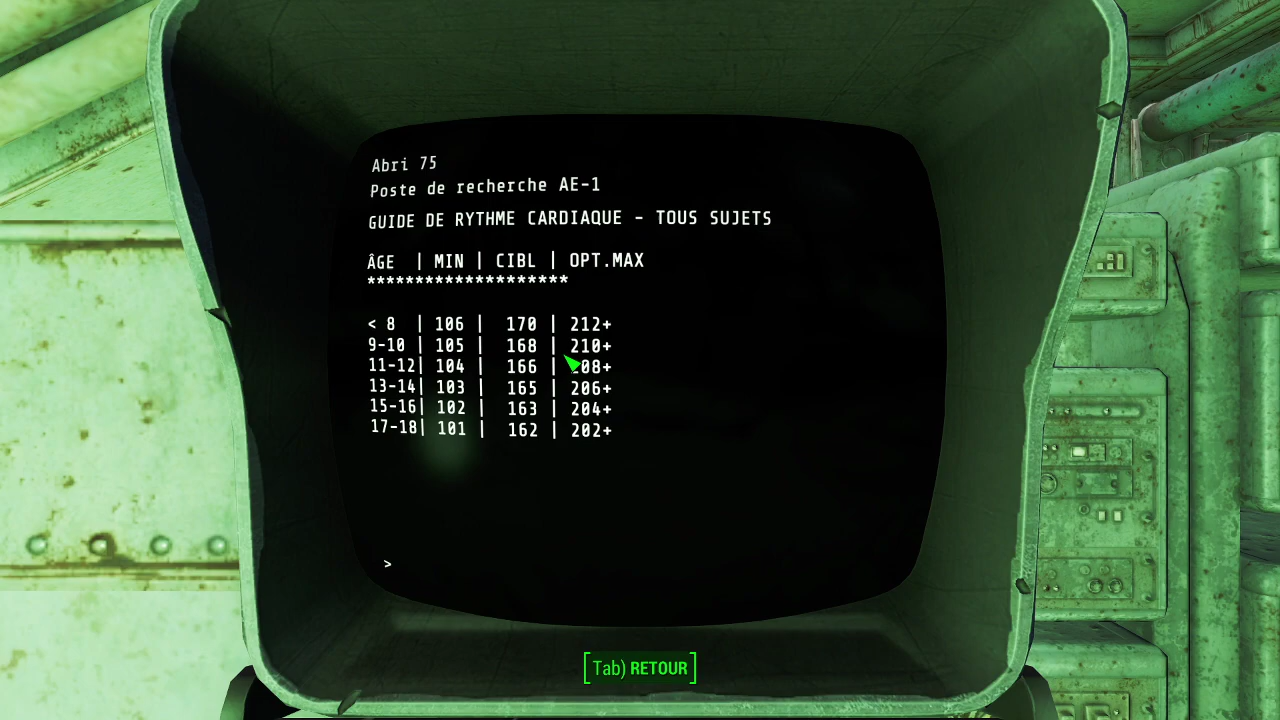 Abri 75
Poste de recherche AE-1
GUIDE DE RYTHME CARDIAQUE - TOUS SUJETS
ÂGE | MIN | CIBL | OPT.MAX
********************
< 8 | 106 | 170 | 212+
9-10 | 105 | 168 | 210+
11-12| 104 | 166 | 08+
13-14| 103 | 165 | 206+
15-16| 102 | 163 | 204+
17-18| 101 | 162 | 202+
>
Tab) RETOUR